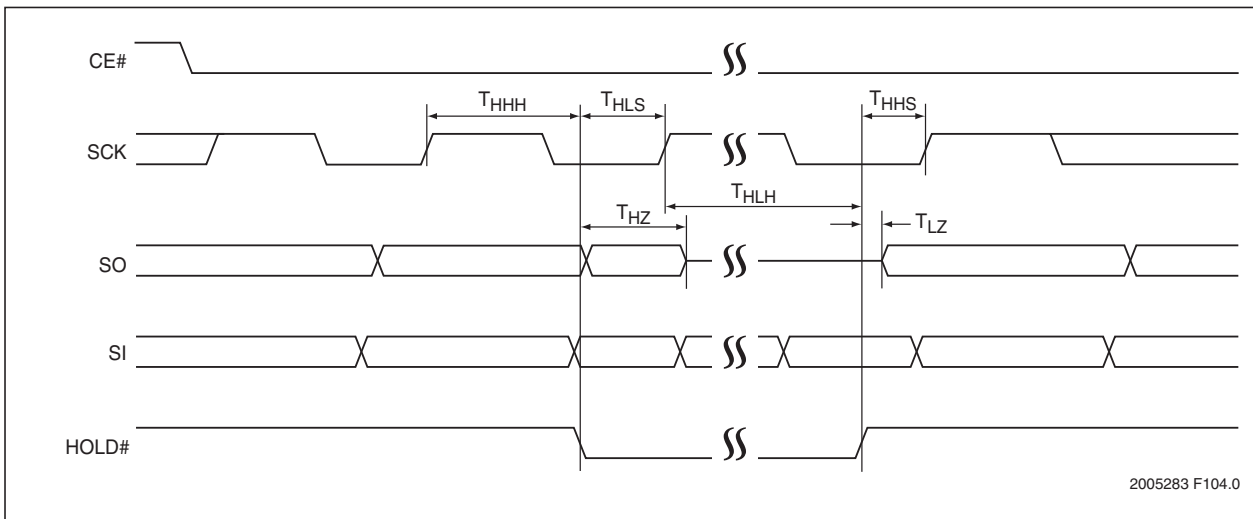 CE#
THHH
THLS
THHS
SCK
THLH
THZ
TLZ
SO
SI
HOLD#
2005283 F104.0